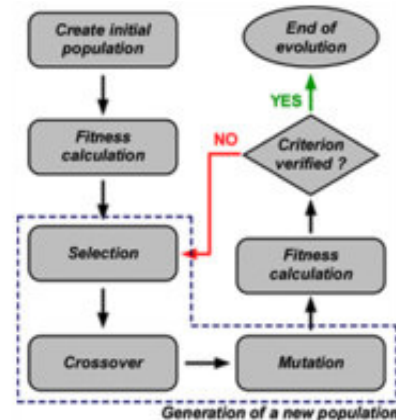 Create initial
population
Fitness
calculation
Selection
Crossover
Mutation
Fitness
calculation
Criterion
verified ?
NO
YES
End of
evolution
Generation of a new population